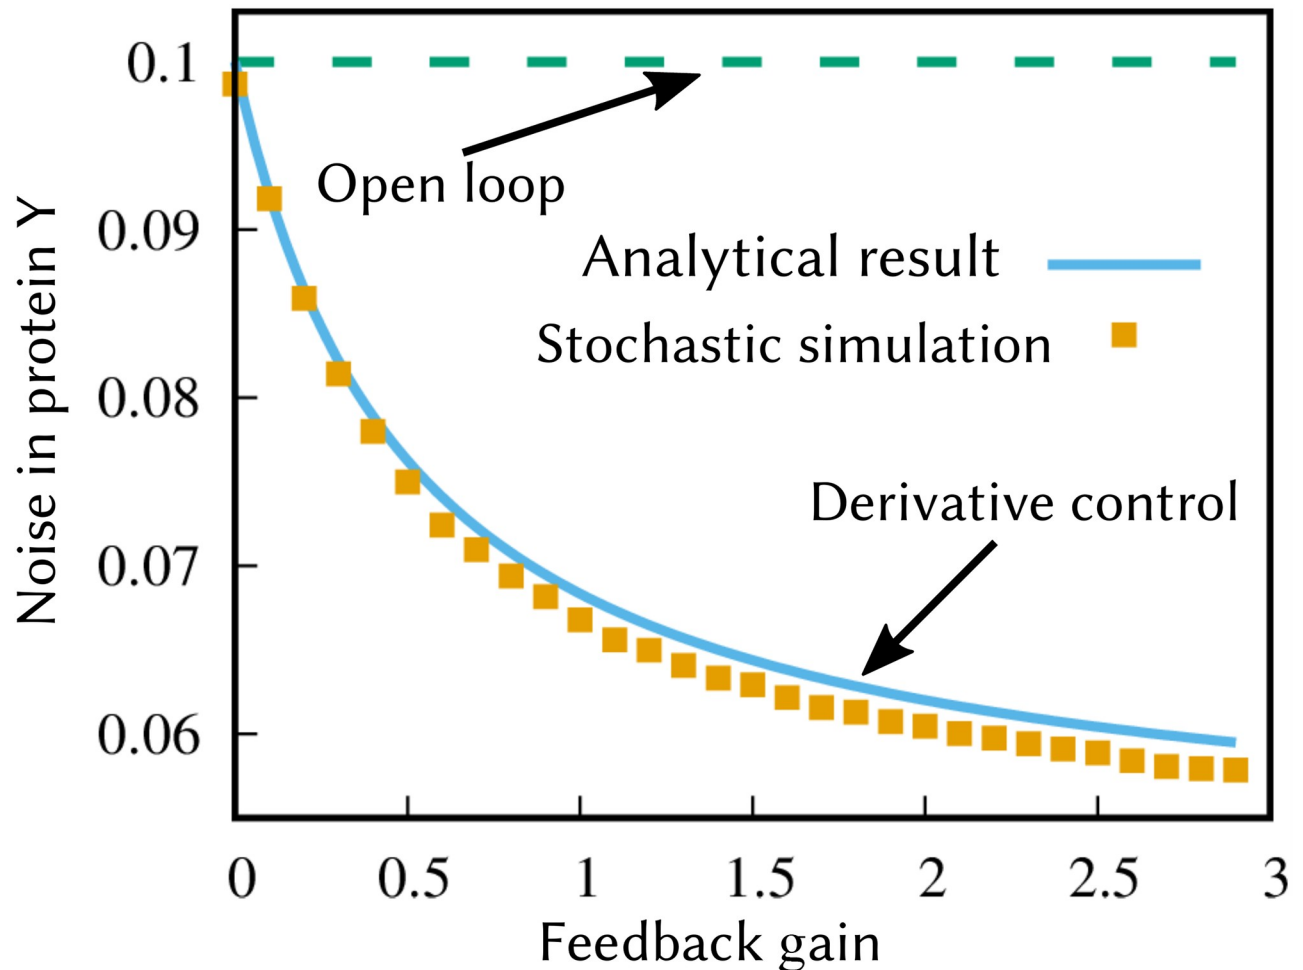 0.1
Open loop
0.09
Analytical result
Stochastic simulation
0.08
Derivative control
0.07
0.06
Noise in protein Y
0 0.5 1 1.5 2 2.5 3
Feedback gain